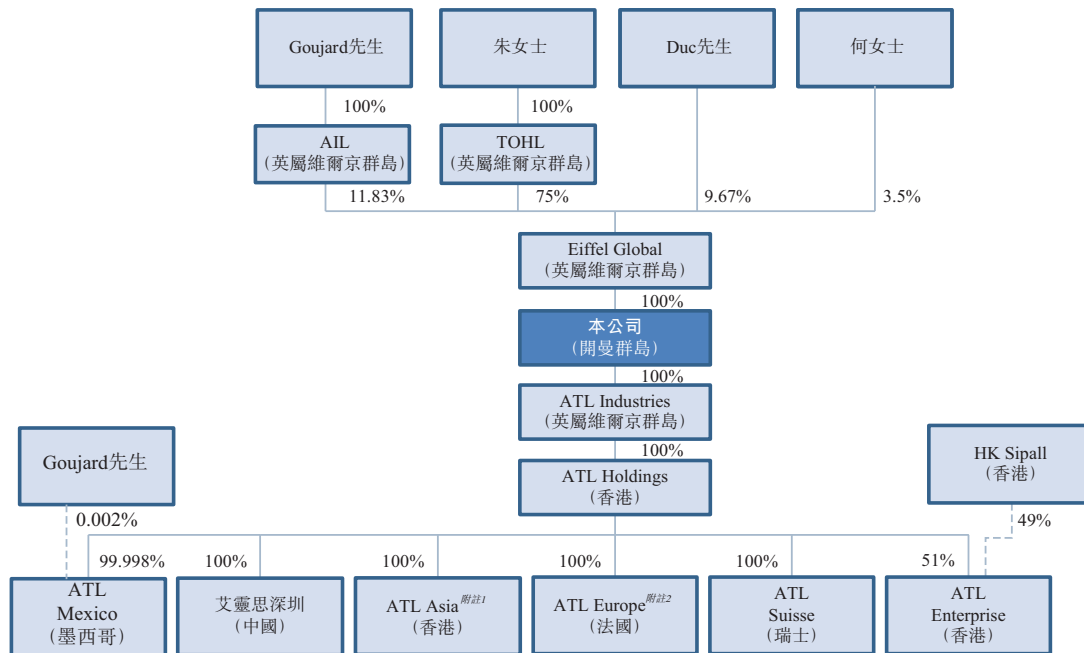 Goujard先生
朱女士
Duc先生
何女士
100%
100%
AIL
(英屬維爾京群島)
TOHL
(英屬維爾京群島)
11.83%
75%
9.67%
3.5%
Eiffel Global
(英屬維爾京群島)
100%
本公司
(開曼群島)
100%
ATL Industries
(英屬維爾京群島)
100%
Goujard先生
ATL Holdings
(香港)
HK Sipall
(香港)
0.002%
49%
99.998%
100%
100%
100%
100%
51%
ATL
Mexico
(墨西哥)
艾靈思深圳
(中國)
ATL Asia附註1
(香港)
ATL Europe附註2
(法國)
ATL
Suisse
(瑞士)
ATL
Enterprise
(香港)